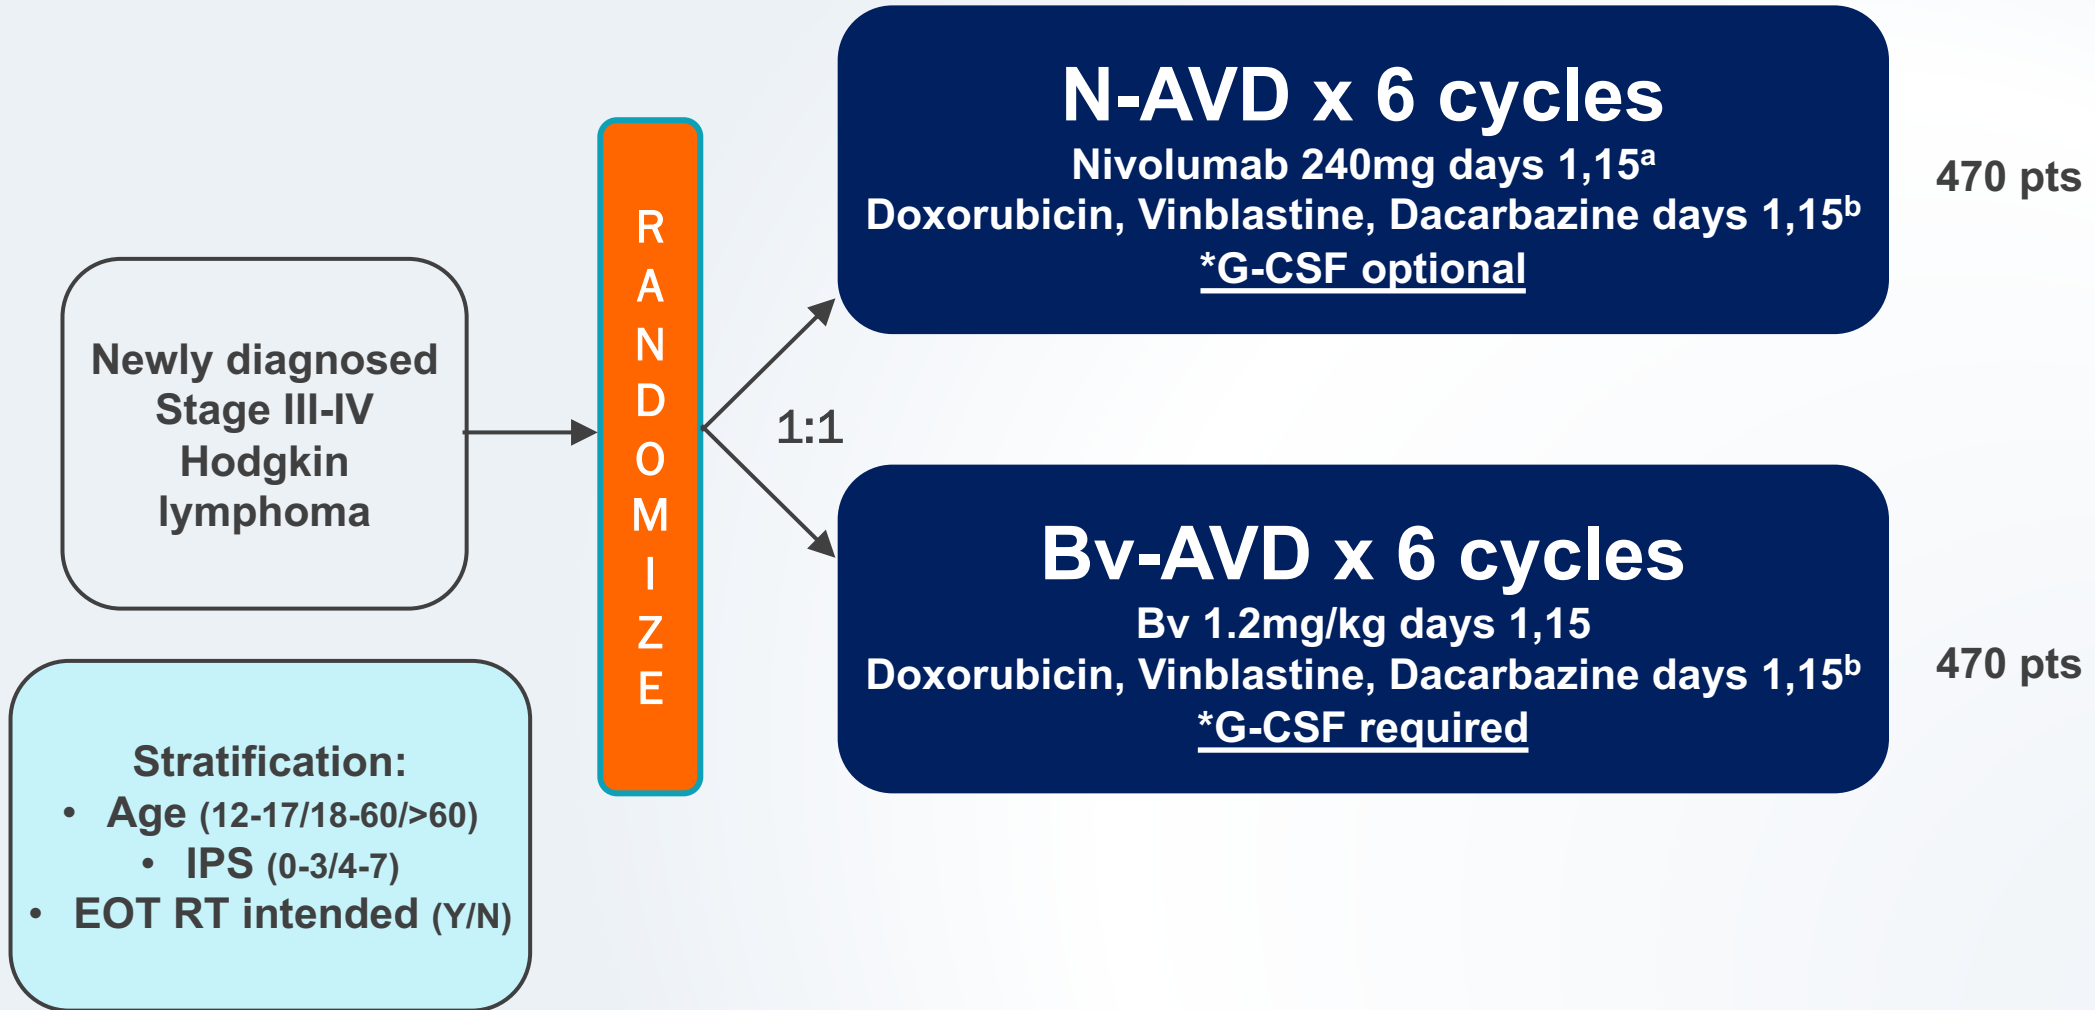 Newly diagnosed
Stage III-IV
Hodgkin
lymphoma
Stratification:
• Age (12-17/18-60/>60)
• IPS (0-3/4-7)
• EOT RT intended (Y/N)
R
A
N
D
O
M
I
Z
E
1:1
N-AVD x 6 cycles
Nivolumab 240mg days 1,15ᵃ
Doxorubicin, Vinblastine, Dacarbazine days 1,15ᵇ
*G-CSF optional
470 pts
Bv-AVD x 6 cycles
Bv 1.2mg/kg days 1,15
Doxorubicin, Vinblastine, Dacarbazine days 1,15ᵇ
*G-CSF required
470 pts